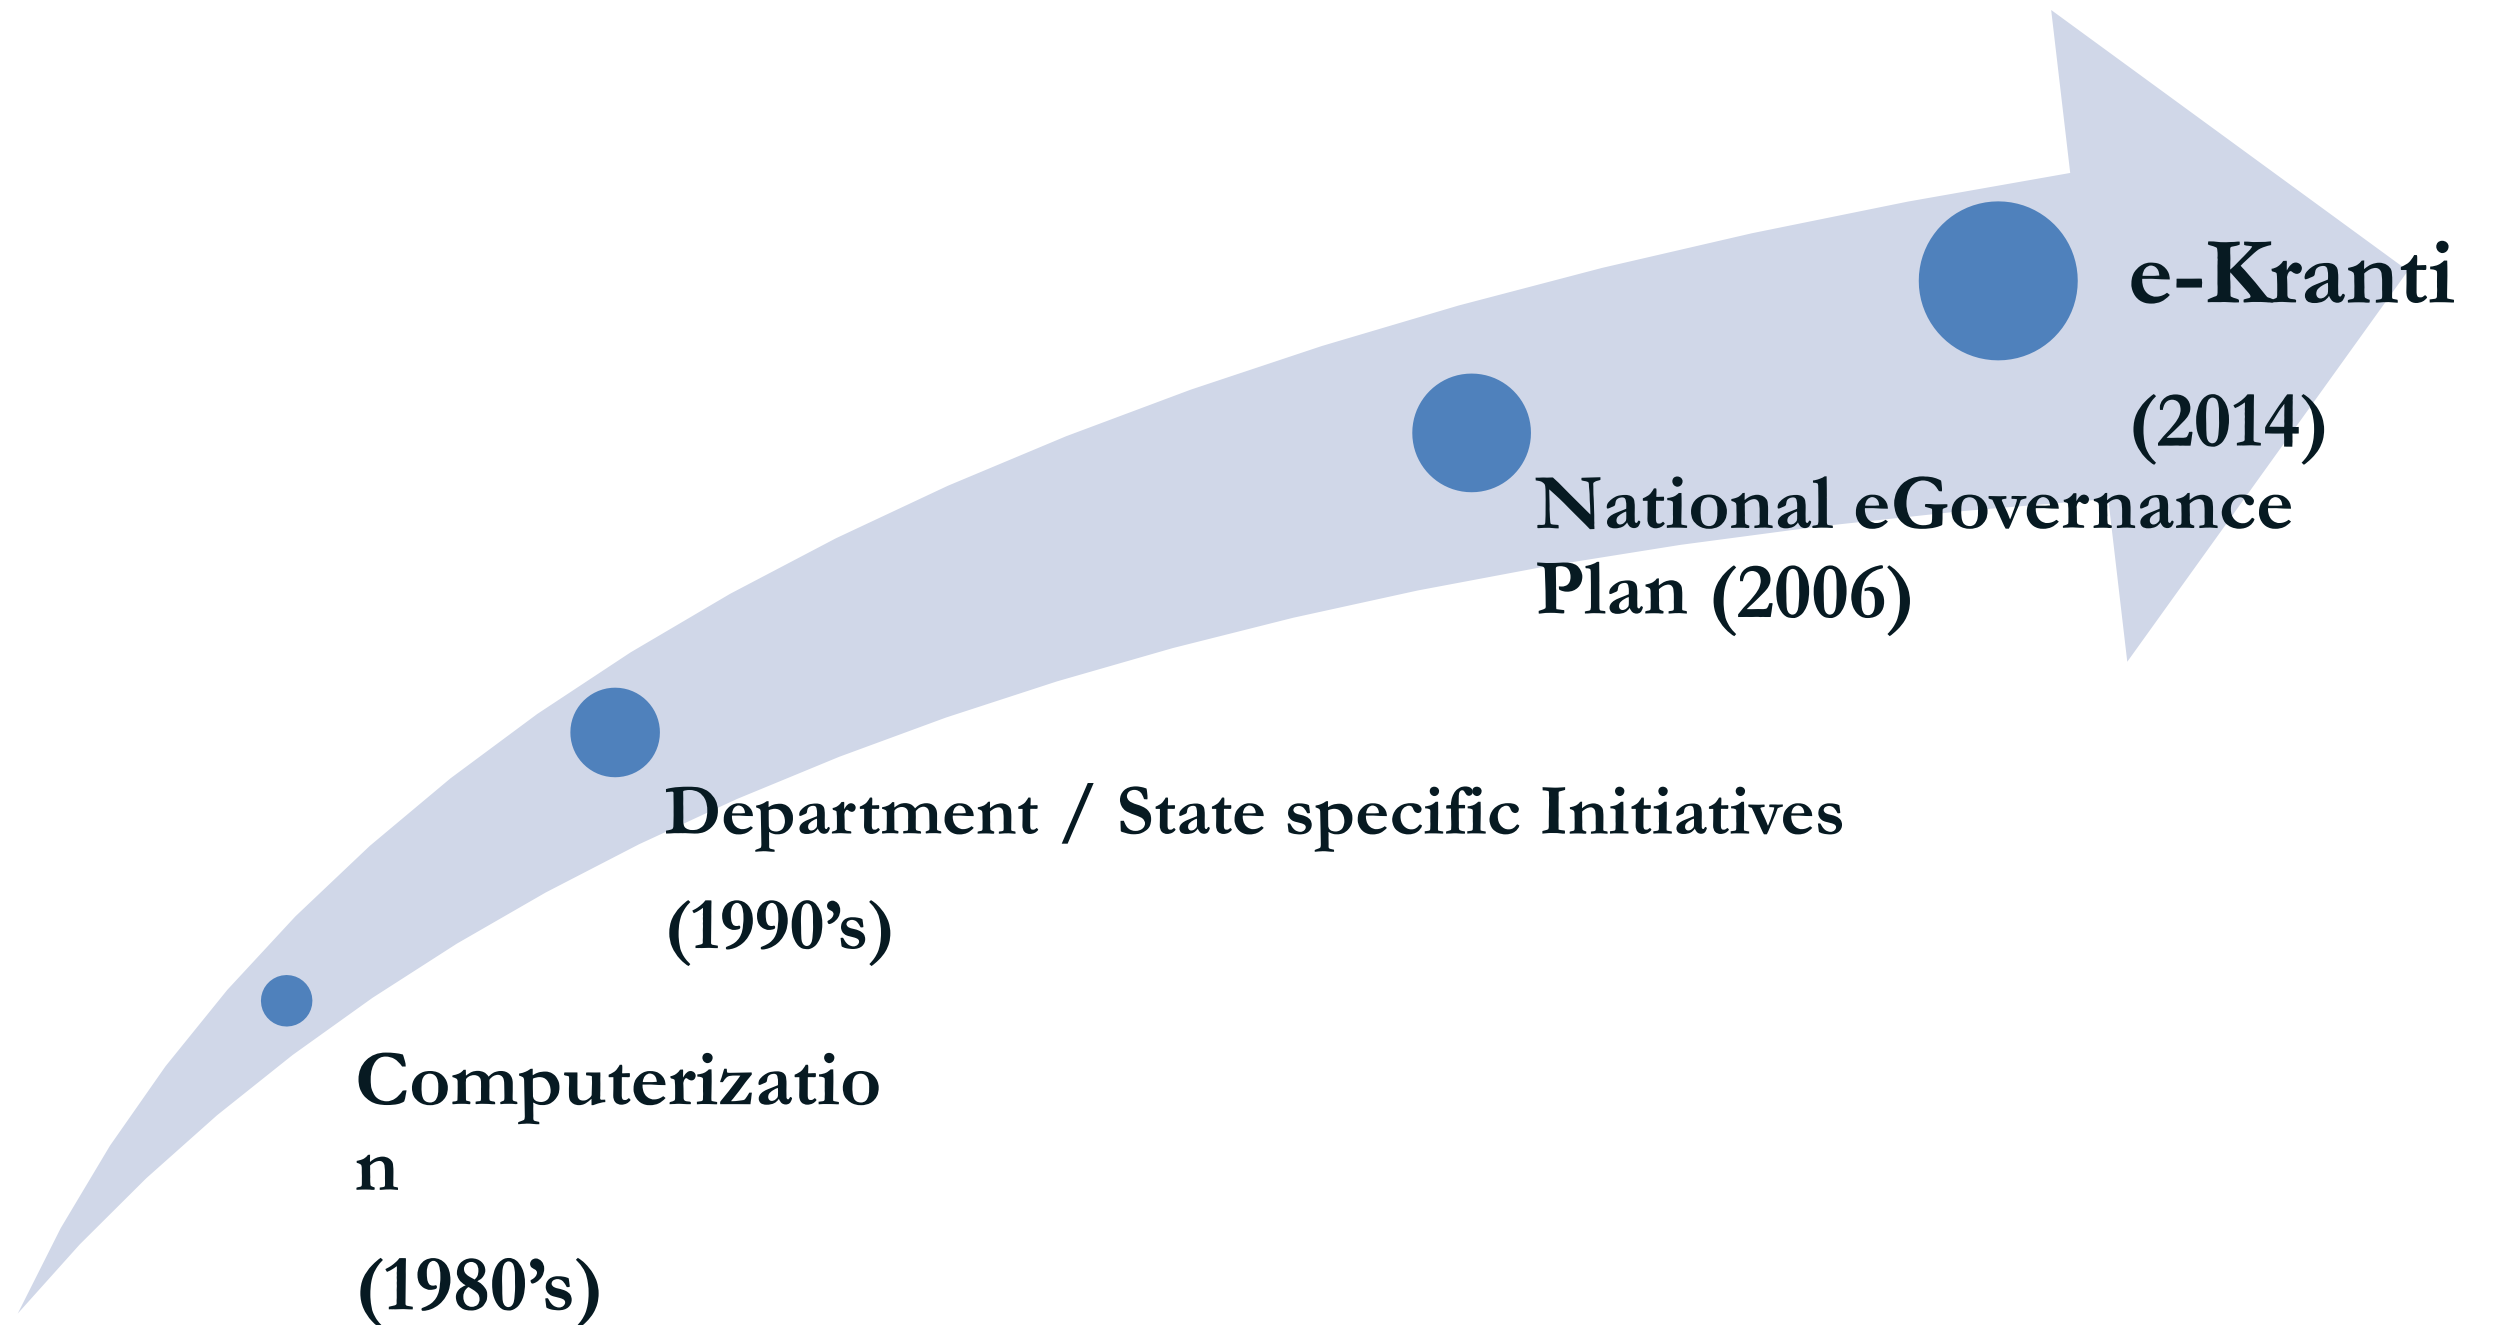 e-Kranti
(2014)
National eGovernance
Plan (2006)
Department / State specific Initiatives
(1990’s)
Computerizatio
n
(1980’s)